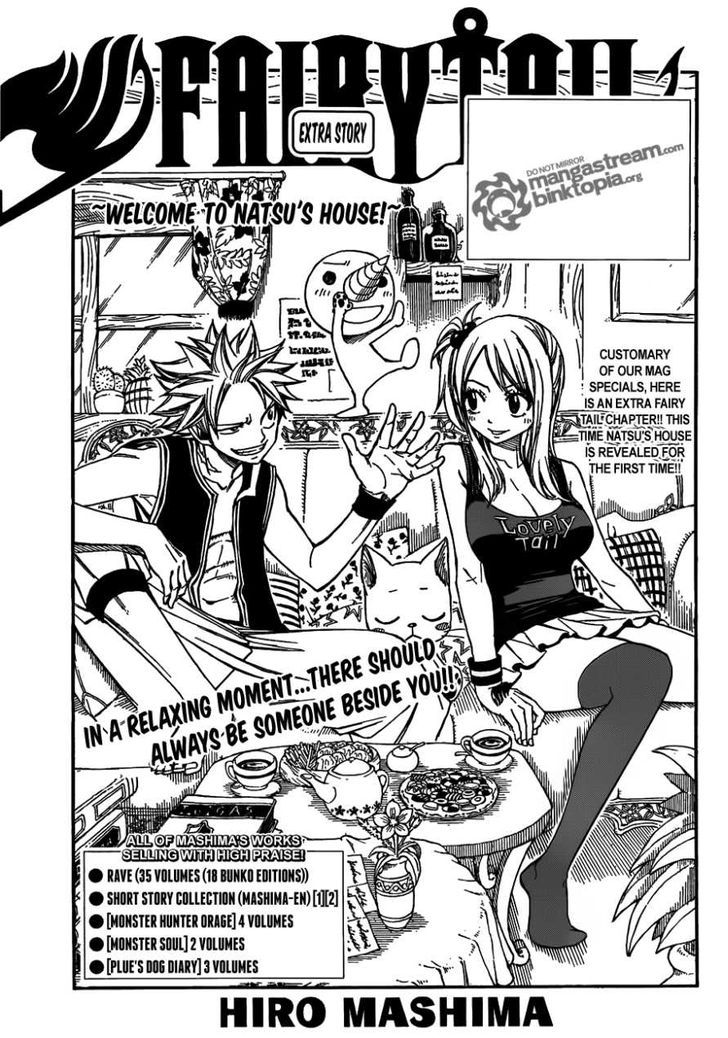 FAIRY TAIL
EXTRA STORY
DO NOT MIRROR
mangastream.com
binktopia.org
~WELCOME TO NATSU'S HOUSE!~
CUSTOMARY
OF OUR MAG
SPECIALS, HERE
IS AN EXTRA FAIRY
TAIL CHAPTER!! THIS
TIME NATSU'S HOUSE
IS REVEALED FOR
THE FIRST TIME!!
Lovely
Tail
IN A RELAXING MOMENT...THERE SHOULD
ALWAYS BE SOMEONE BESIDE YOU!!
ALL OF MASHIMA'S WORKS
SELLING WITH HIGH PRAISE!
● RAVE (35 VOLUMES (18 BUNKO EDITIONS))
● SHORT STORY COLLECTION (MASHIMA-EN) [1][2]
● [MONSTER HUNTER ORAGE] 4 VOLUMES
● [MONSTER SOUL] 2 VOLUMES
● [PLUE'S DOG DIARY] 3 VOLUMES
HIRO MASHIMA